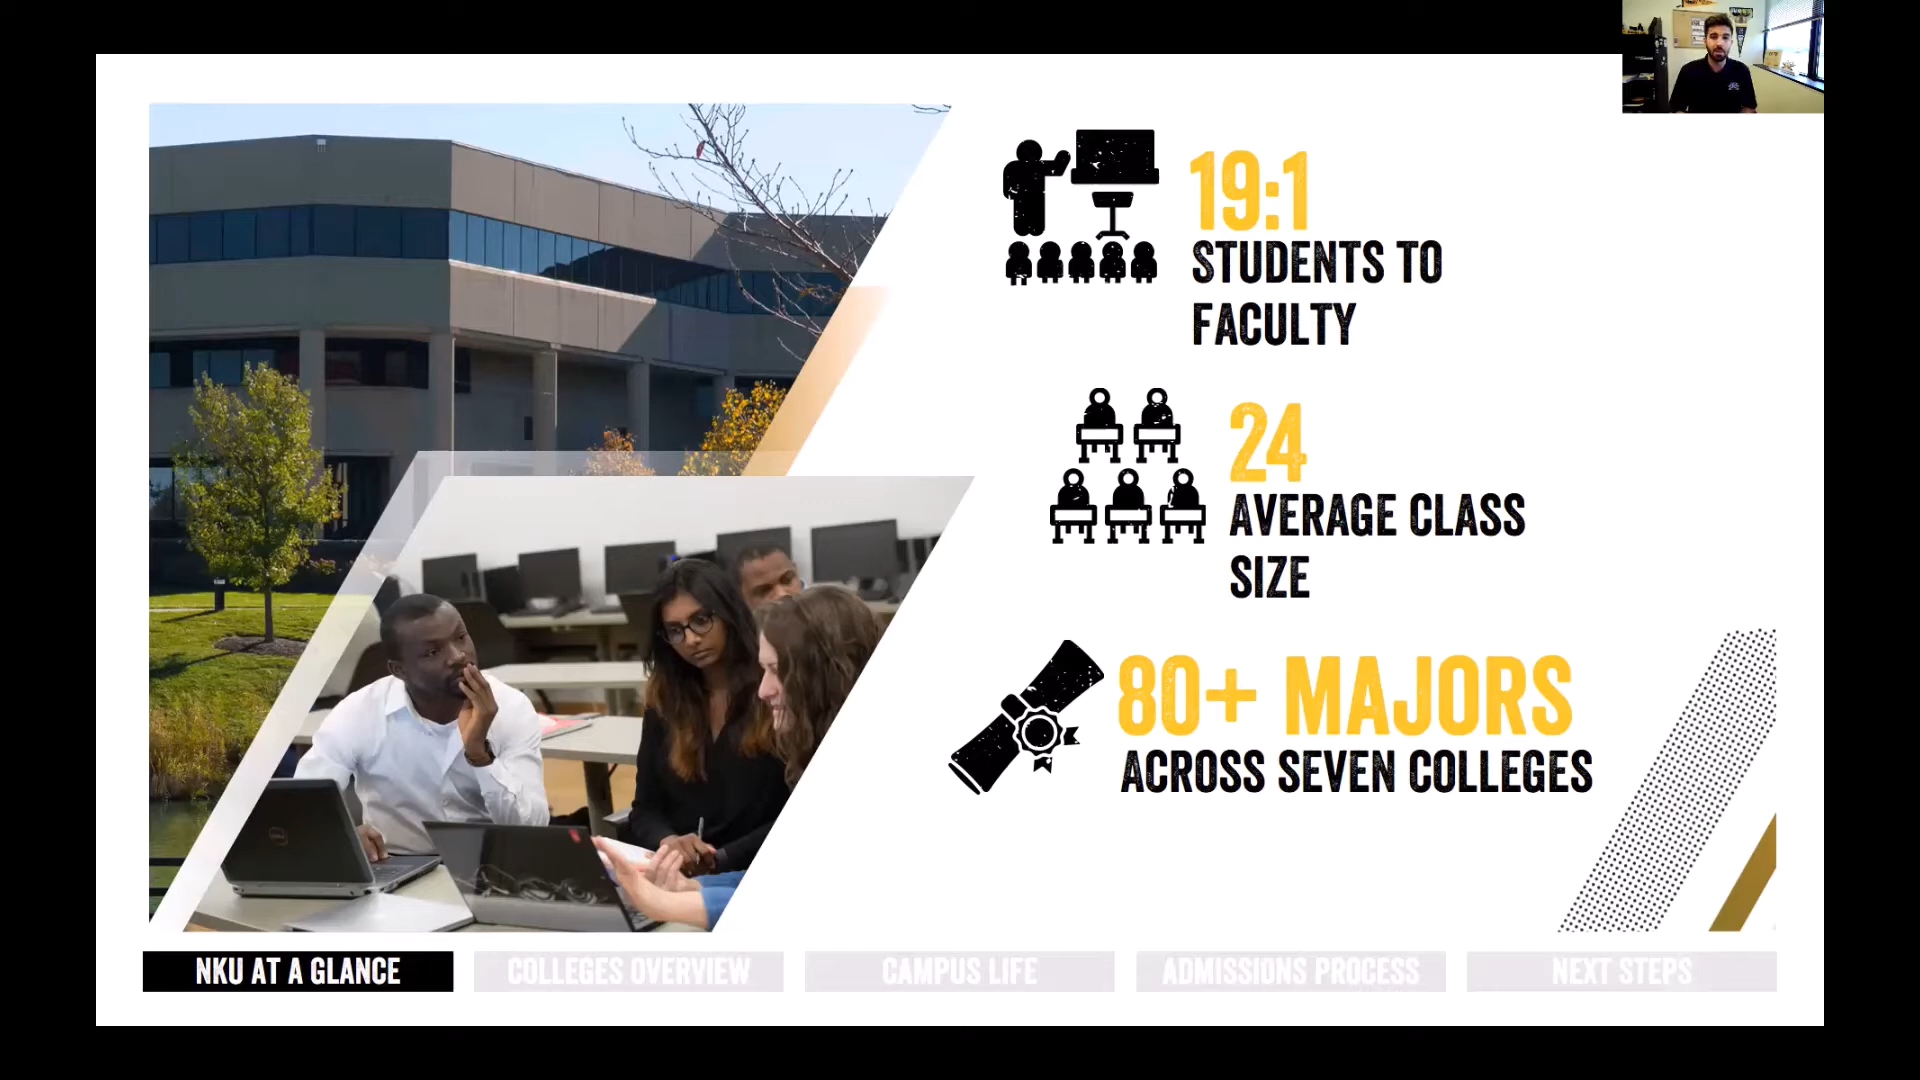 19:1
STUDENTS TO
FACULTY
24
AVERAGE CLASS
SIZE
80+ MAJORS
ACROSS SEVEN COLLEGES
NKU AT A GLANCE
COLLEGES OVERVIEW
CAMPUS LIFE
ADMISSIONS PROCESS
NEXT STEPS